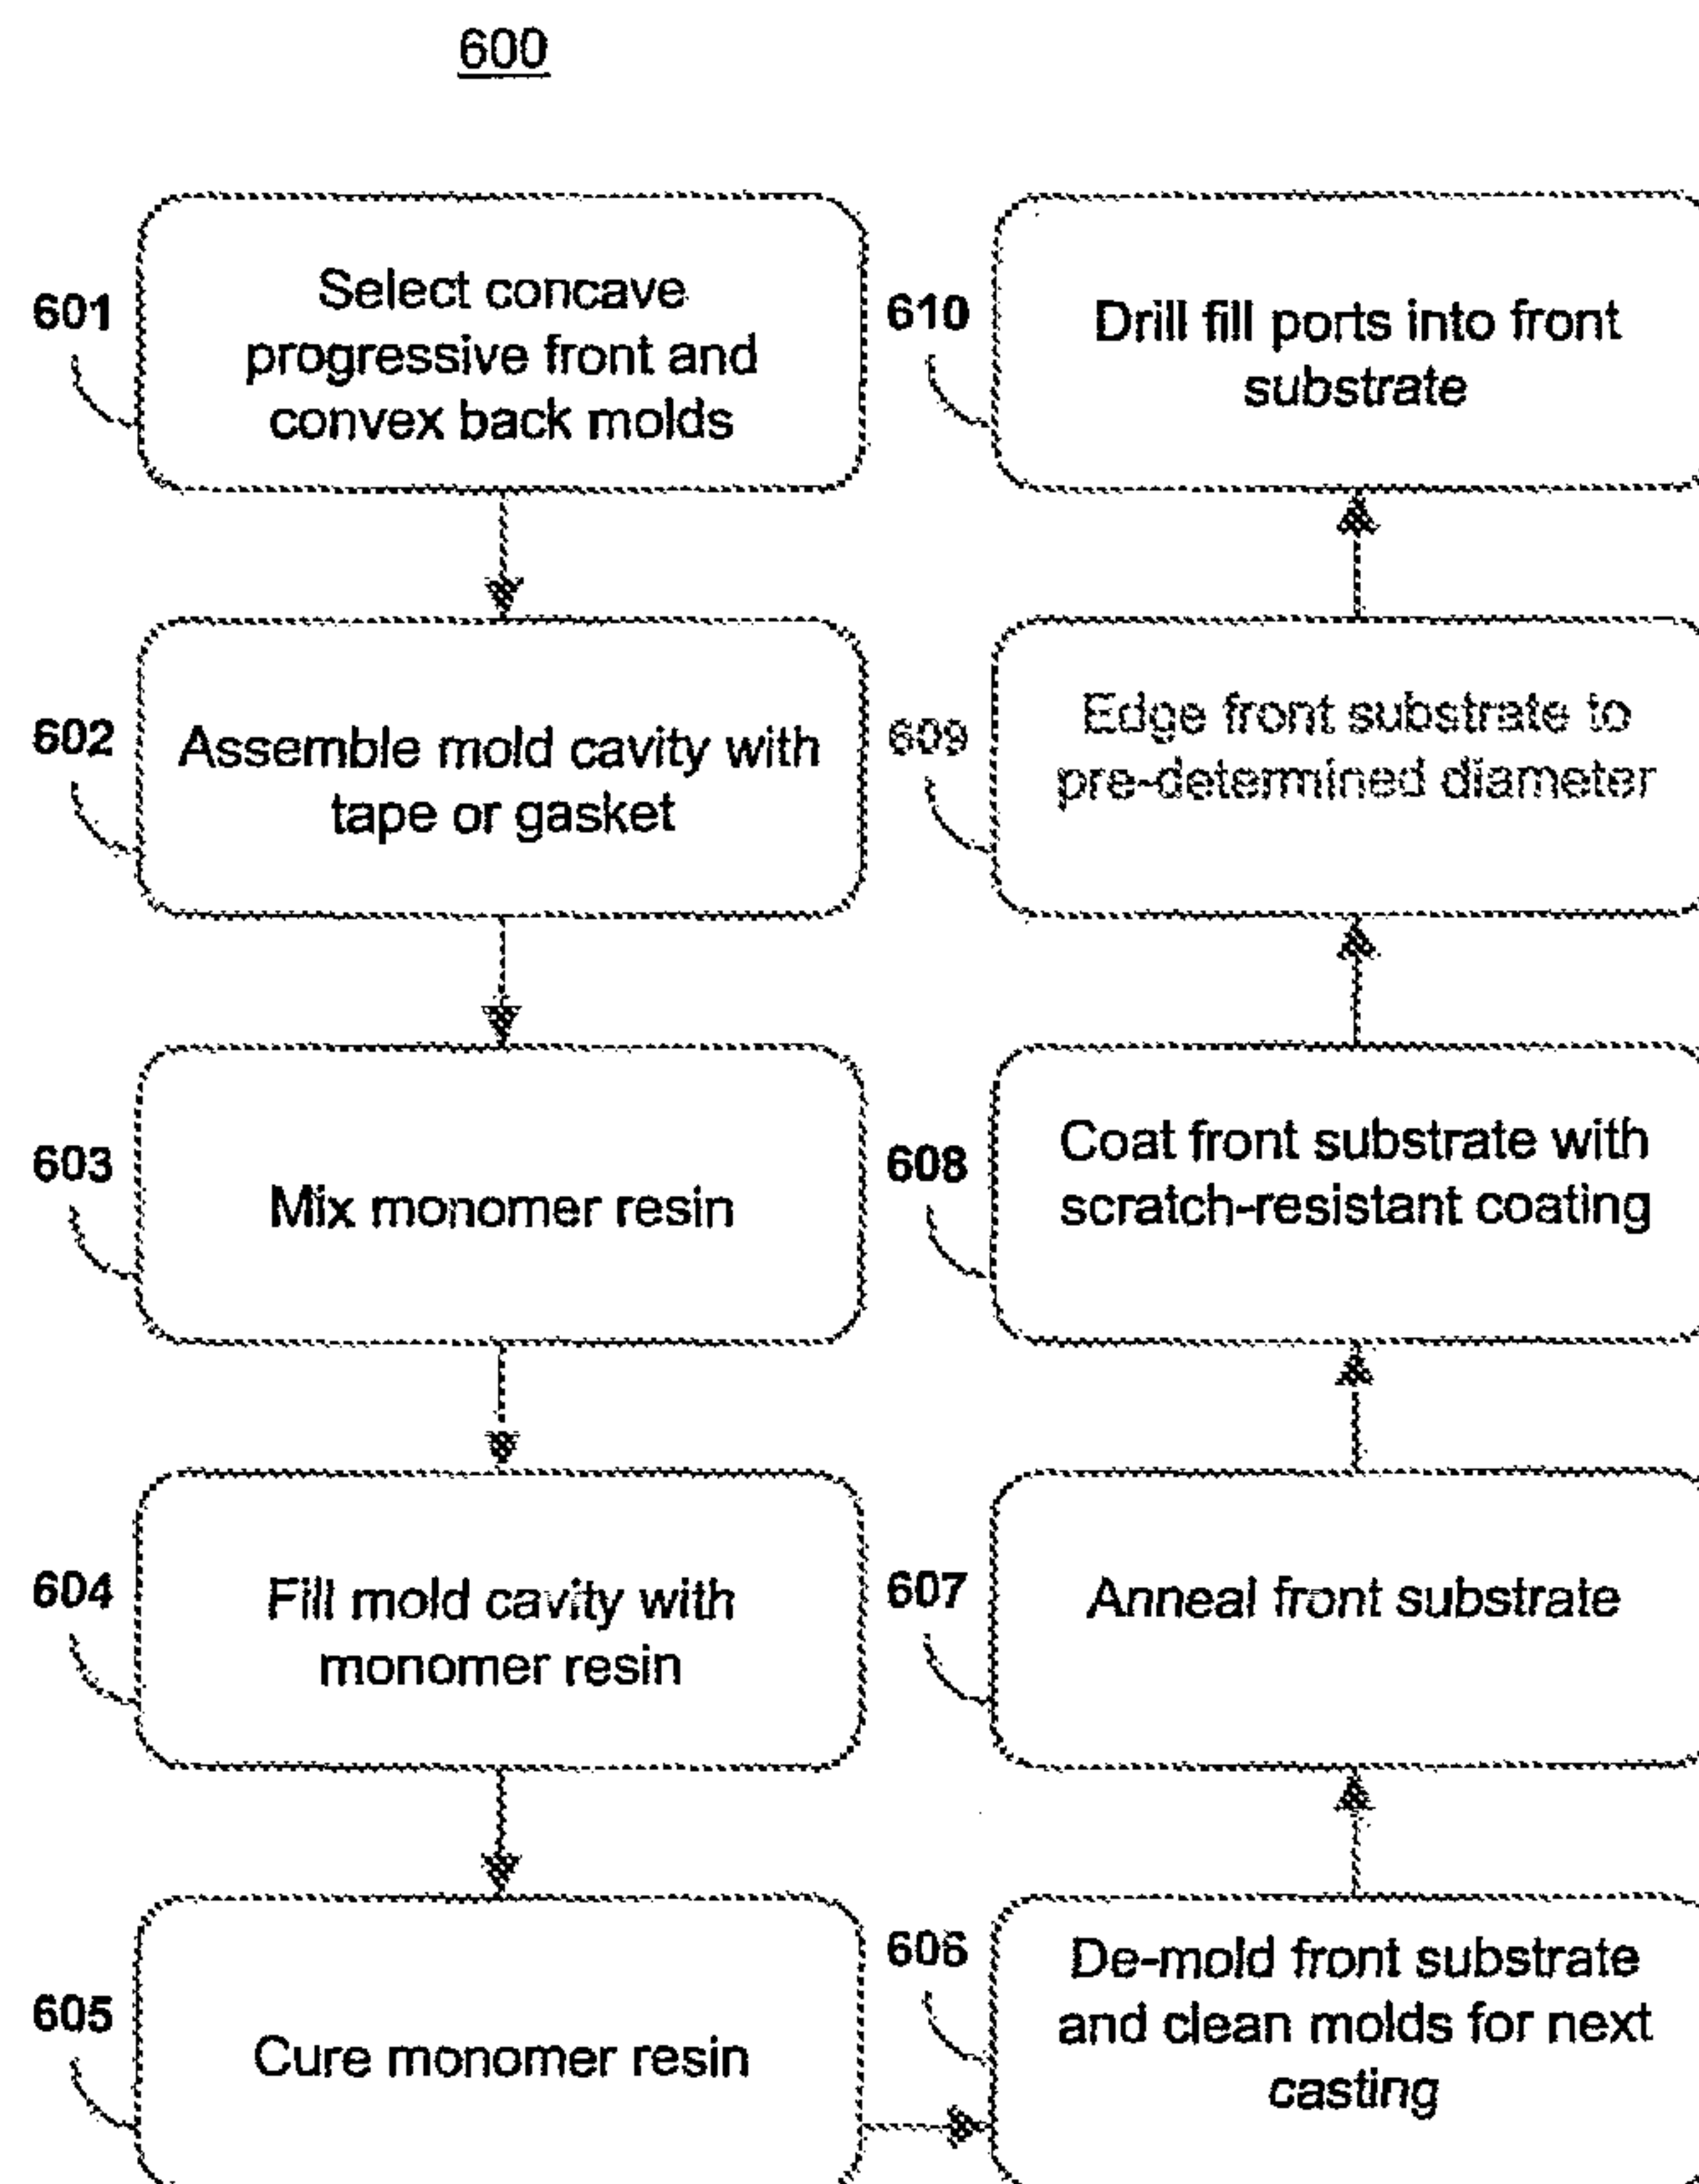 600
601
Select concave
progressive front and
convex back molds
602
Assemble mold cavity with
tape or gasket
603
Mix monomer resin
604
Fill mold cavity with
monomer resin
605
Cure monomer resin
606
De-mold front substrate
and clean molds for next
casting
607
Anneal front substrate
608
Coat front substrate with
scratch-resistant coating
609
Edge front substrate to
pre-determined diameter
610
Drill fill ports into front
substrate